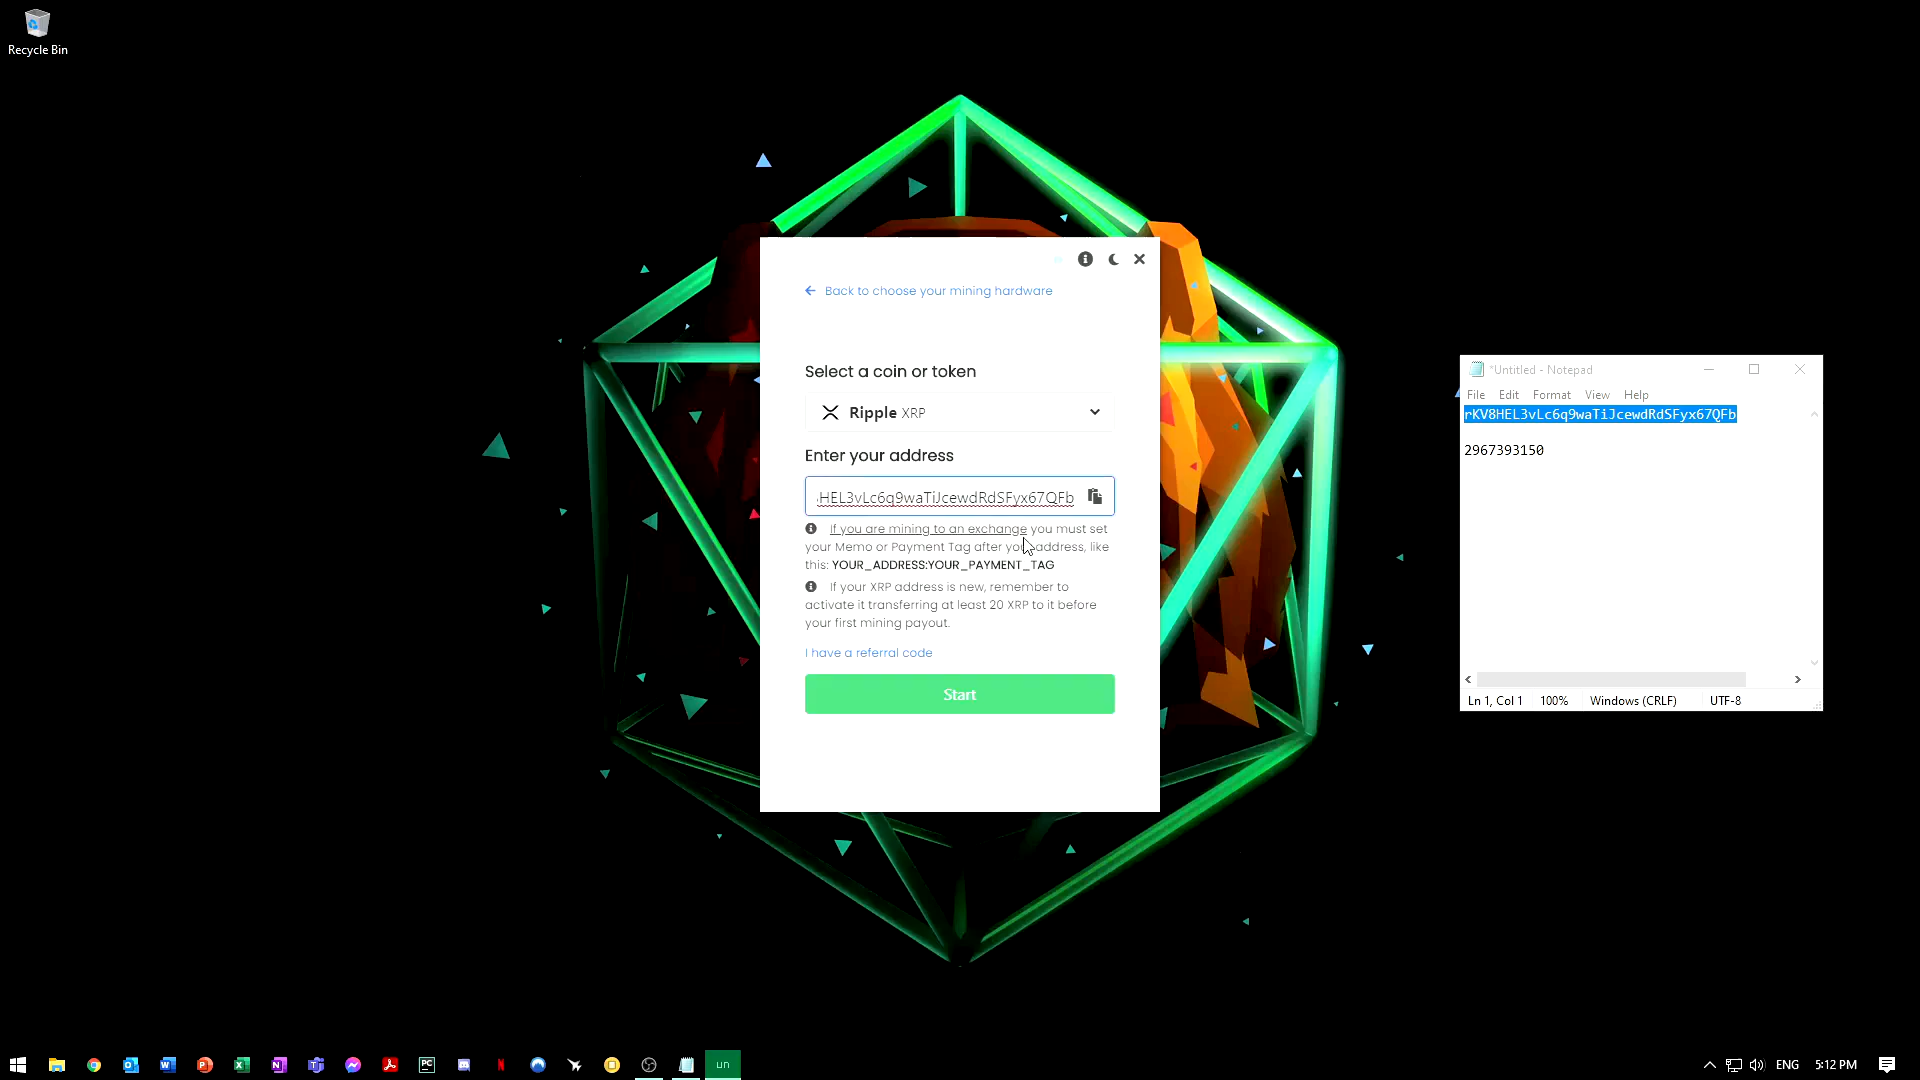 Recycle Bin
Back to choose your mining hardware
Select a coin or token
Ripple XRP
Enter your address
HEL3vLc6q9waTiJcewdRdSFyx67QFb
If you are mining to an exchange you must set
your Memo or Payment Tag after your address, like
this: YOUR_ADDRESS:YOUR_PAYMENT_TAG
If your XRP address is new, remember to
activate it transferring at least 20 XRP to it before
your first mining payout.
I have a referral code
Start
*Untitled - Notepad
File Edit Format View Help
rKV8HEL3vLc6q9waTiJcewdRdSFyx67QFb
2967393150
Ln 1, Col 1 100% Windows (CRLF) UTF-8
un
ENG 5:12 PM